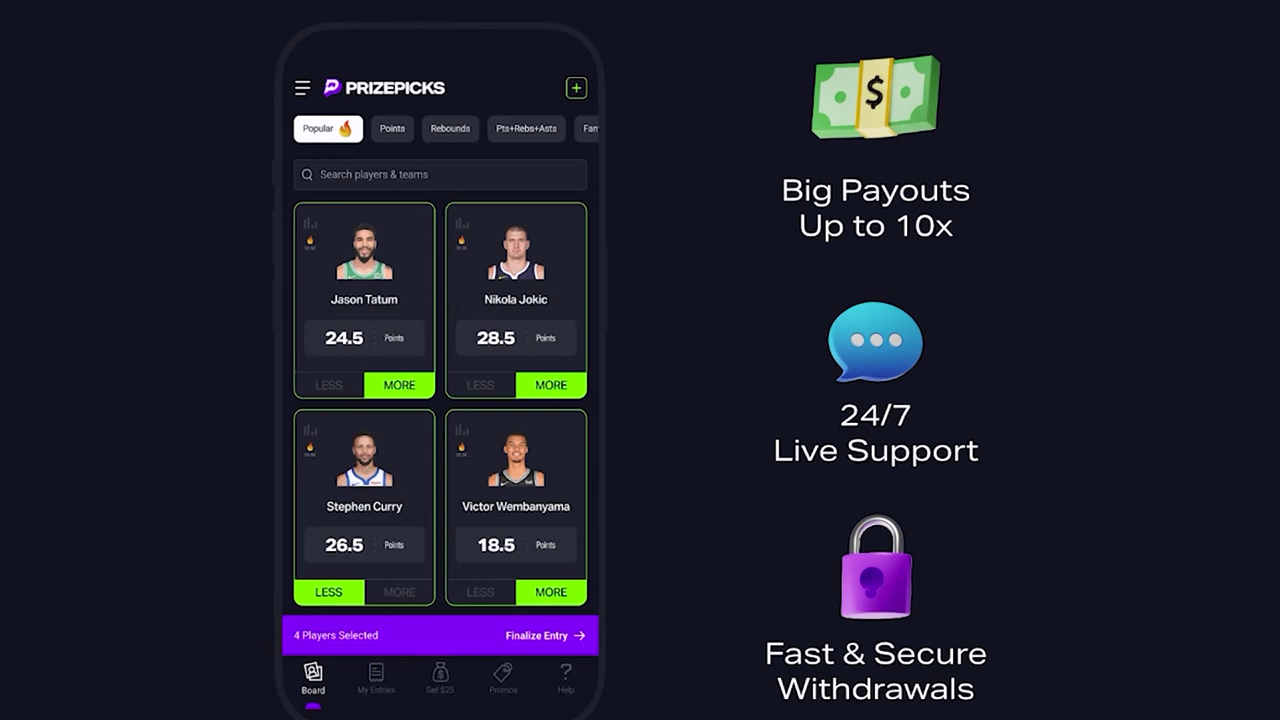 PRIZEPICKS
Popular
Points
Rebounds
Pts+Rebs+Asts
Fan
Search players & teams
Jason Tatum
24.5 Points
LESS MORE
Nikola Jokic
28.5 Points
LESS MORE
Stephen Curry
26.5 Points
LESS MORE
Victor Wembanyama
18.5 Points
LESS MORE
4 Players Selected
Finalize Entry
Board
My Entries
Get $25
Promos
Help
$
Big Payouts
Up to 10x
24/7
Live Support
Fast & Secure
Withdrawals